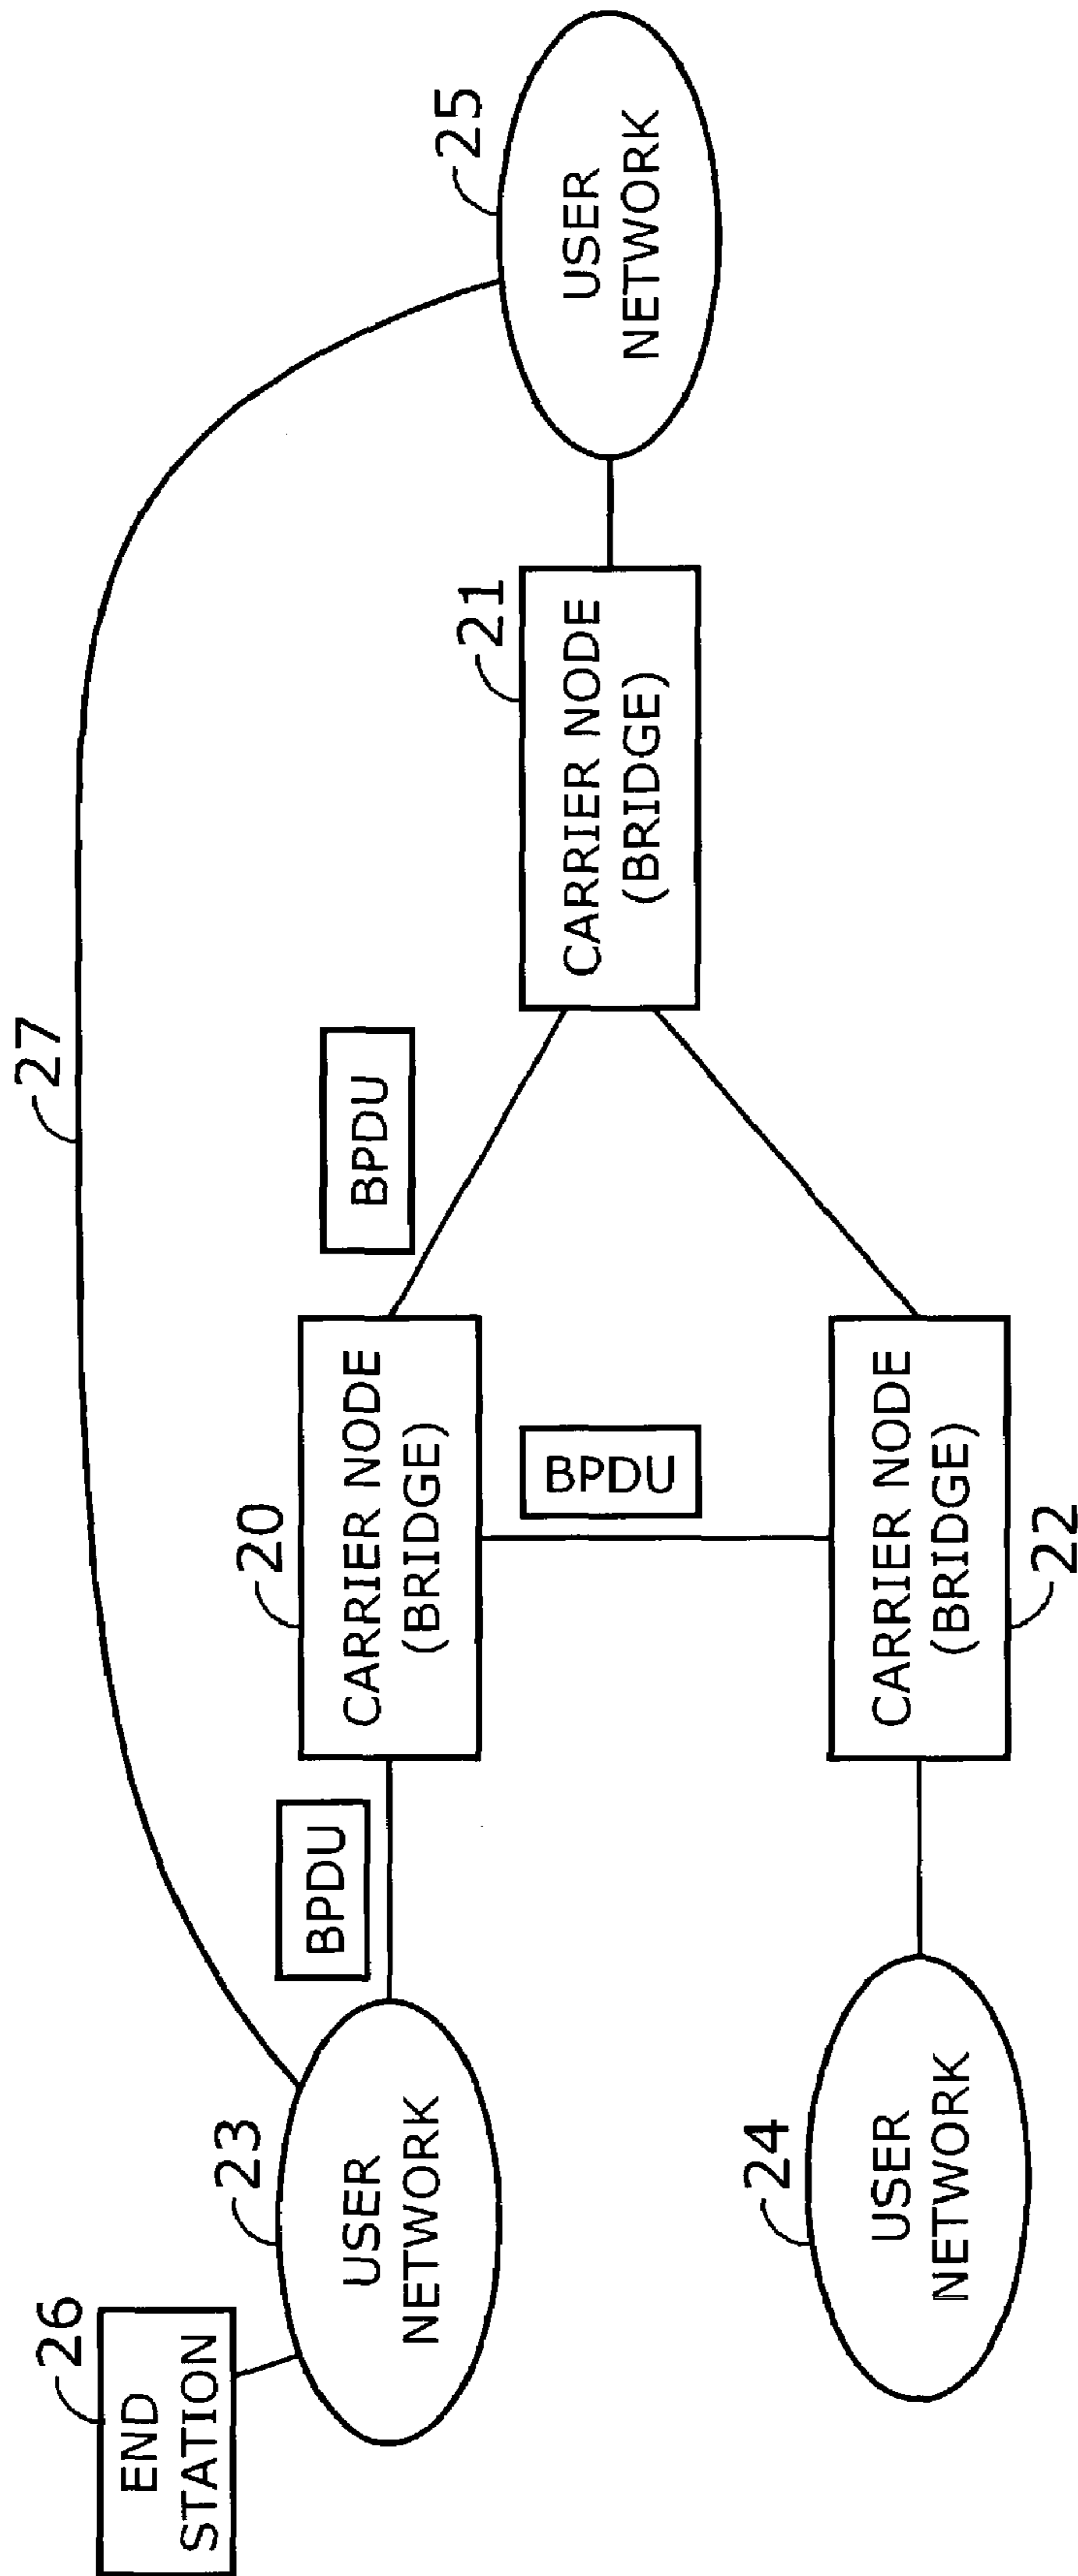 27
26
END
STATION
23
USER
NETWORK
BPDU
20
CARRIER NODE
(BRIDGE)
BPDU
21
CARRIER NODE
(BRIDGE)
25
USER
NETWORK
BPDU
24
USER
NETWORK
CARRIER NODE
(BRIDGE)
22